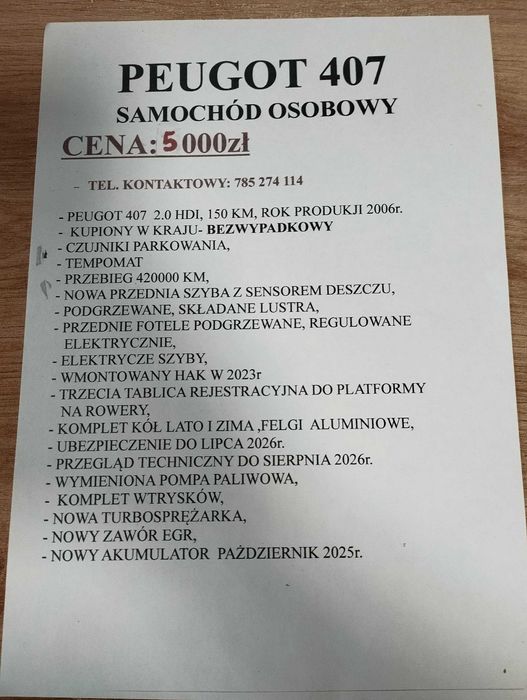 PEUGOT 407
SAMOCHÓD OSOBOWY
CENA: 5 000zł
- TEL. KONTAKTOWY: 785 274 114
- PEUGOT 407 2.0 HDI, 150 KM, ROK PRODUKJI 2006r.
- KUPIONY W KRAJU- BEZWYPADKOWY
- CZUJNIKI PARKOWANIA,
- TEMPOMAT
- PRZEBIEG 420000 KM,
- NOWA PRZEDNIA SZYBA Z SENSOREM DESZCZU,
- PODGRZEWANE, SKŁADANE LUSTRA,
- PRZEDNIE FOTELE PODGRZEWANE, REGULOWANE
ELEKTRYCZNIE,
- ELEKTRYCZE SZYBY,
- WMONTOWANY HAK W 2023r
- TRZECIA TABLICA REJESTRACYJNA DO PLATFORMY
NA ROWERY,
- KOMPLET KÓŁ LATO I ZIMA ,FELGI ALUMINIOWE,
- UBEZPIECZENIE DO LIPCA 2026r.
- PRZEGLĄD TECHNICZNY DO SIERPNIA 2026r.
- WYMIENIONA POMPA PALIWOWA,
- KOMPLET WTRYSKÓW,
- NOWA TURBOSPRĘŻARKA,
- NOWY ZAWÓR EGR,
- NOWY AKUMULATOR PAŹDZIERNIK 2025r.